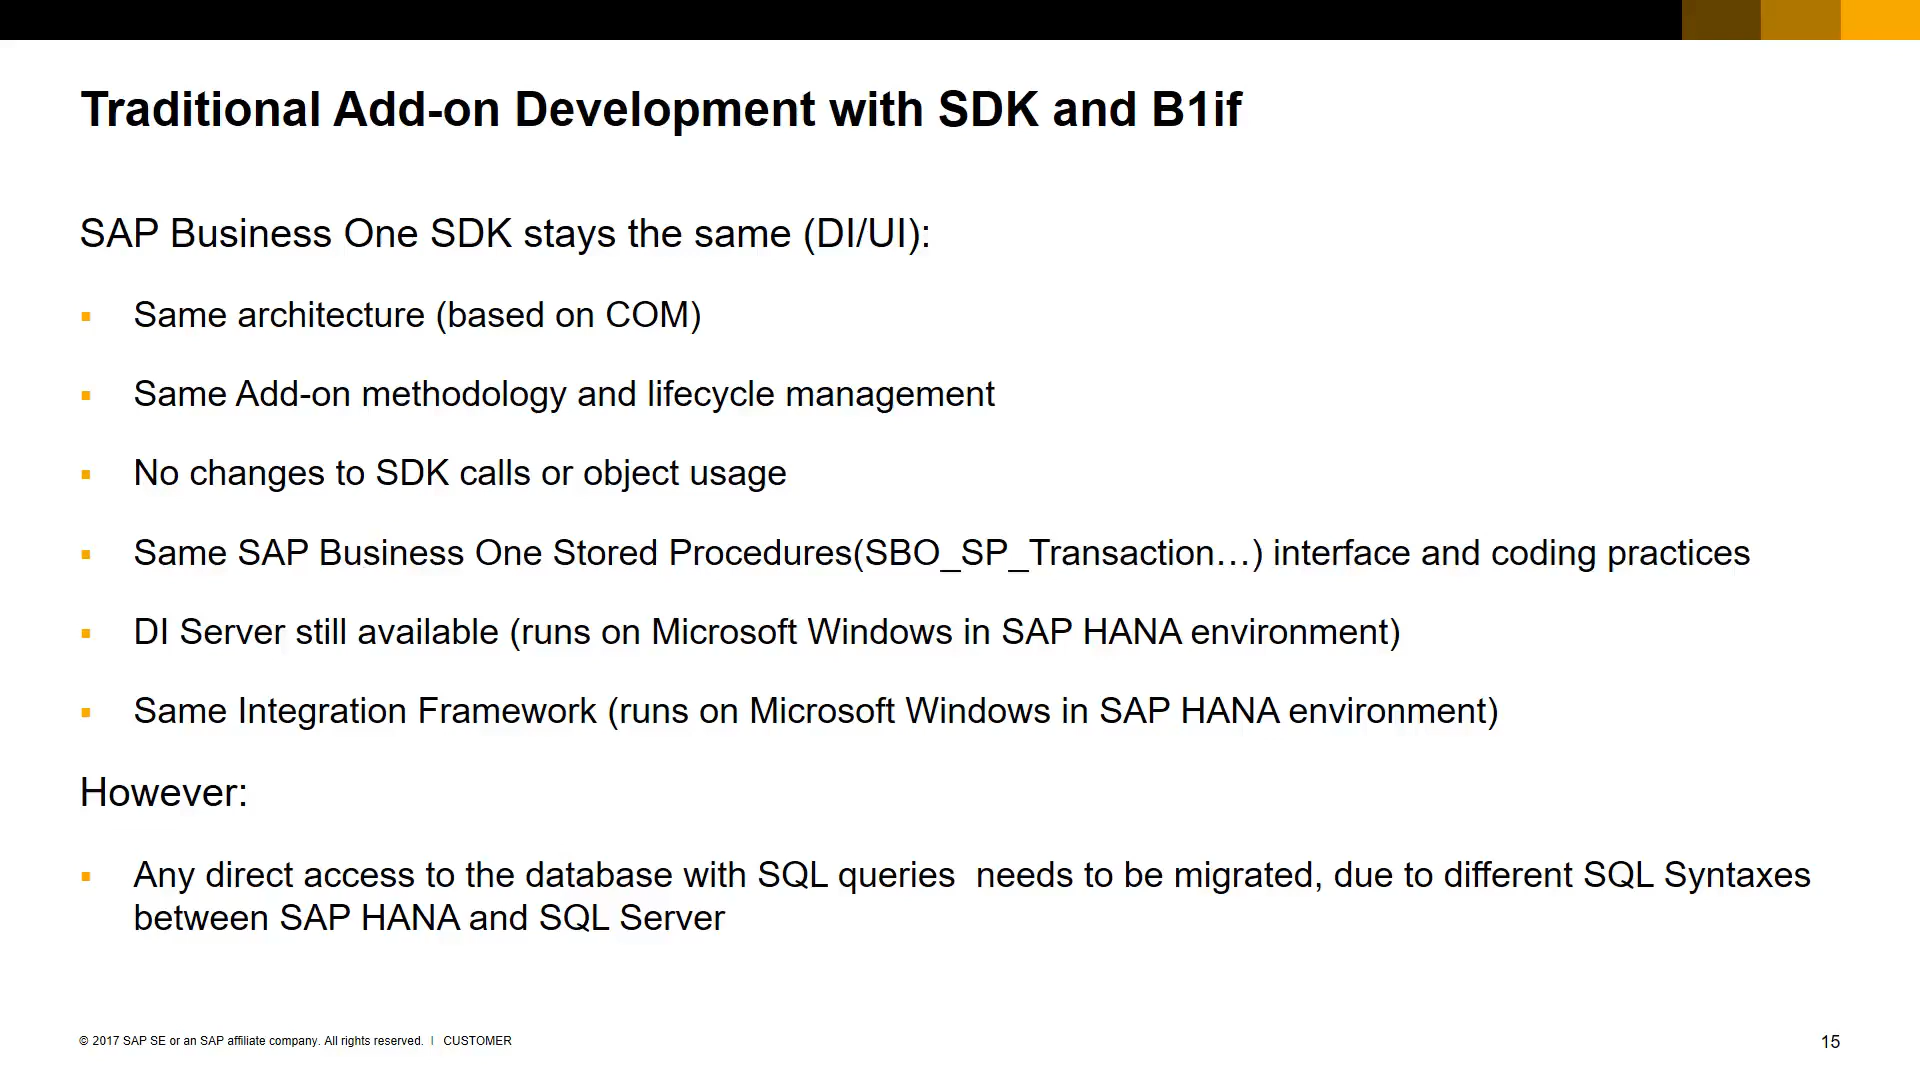 Traditional Add-on Development with SDK and B1if
SAP Business One SDK stays the same (DI/UI):
▪ Same architecture (based on COM)
▪ Same Add-on methodology and lifecycle management
▪ No changes to SDK calls or object usage
▪ Same SAP Business One Stored Procedures(SBO_SP_Transaction…) interface and coding practices
▪ DI Server still available (runs on Microsoft Windows in SAP HANA environment)
▪ Same Integration Framework (runs on Microsoft Windows in SAP HANA environment)
However:
▪ Any direct access to the database with SQL queries  needs to be migrated, due to different SQL Syntaxes
between SAP HANA and SQL Server
© 2017 SAP SE or an SAP affiliate company. All rights reserved. | CUSTOMER
15